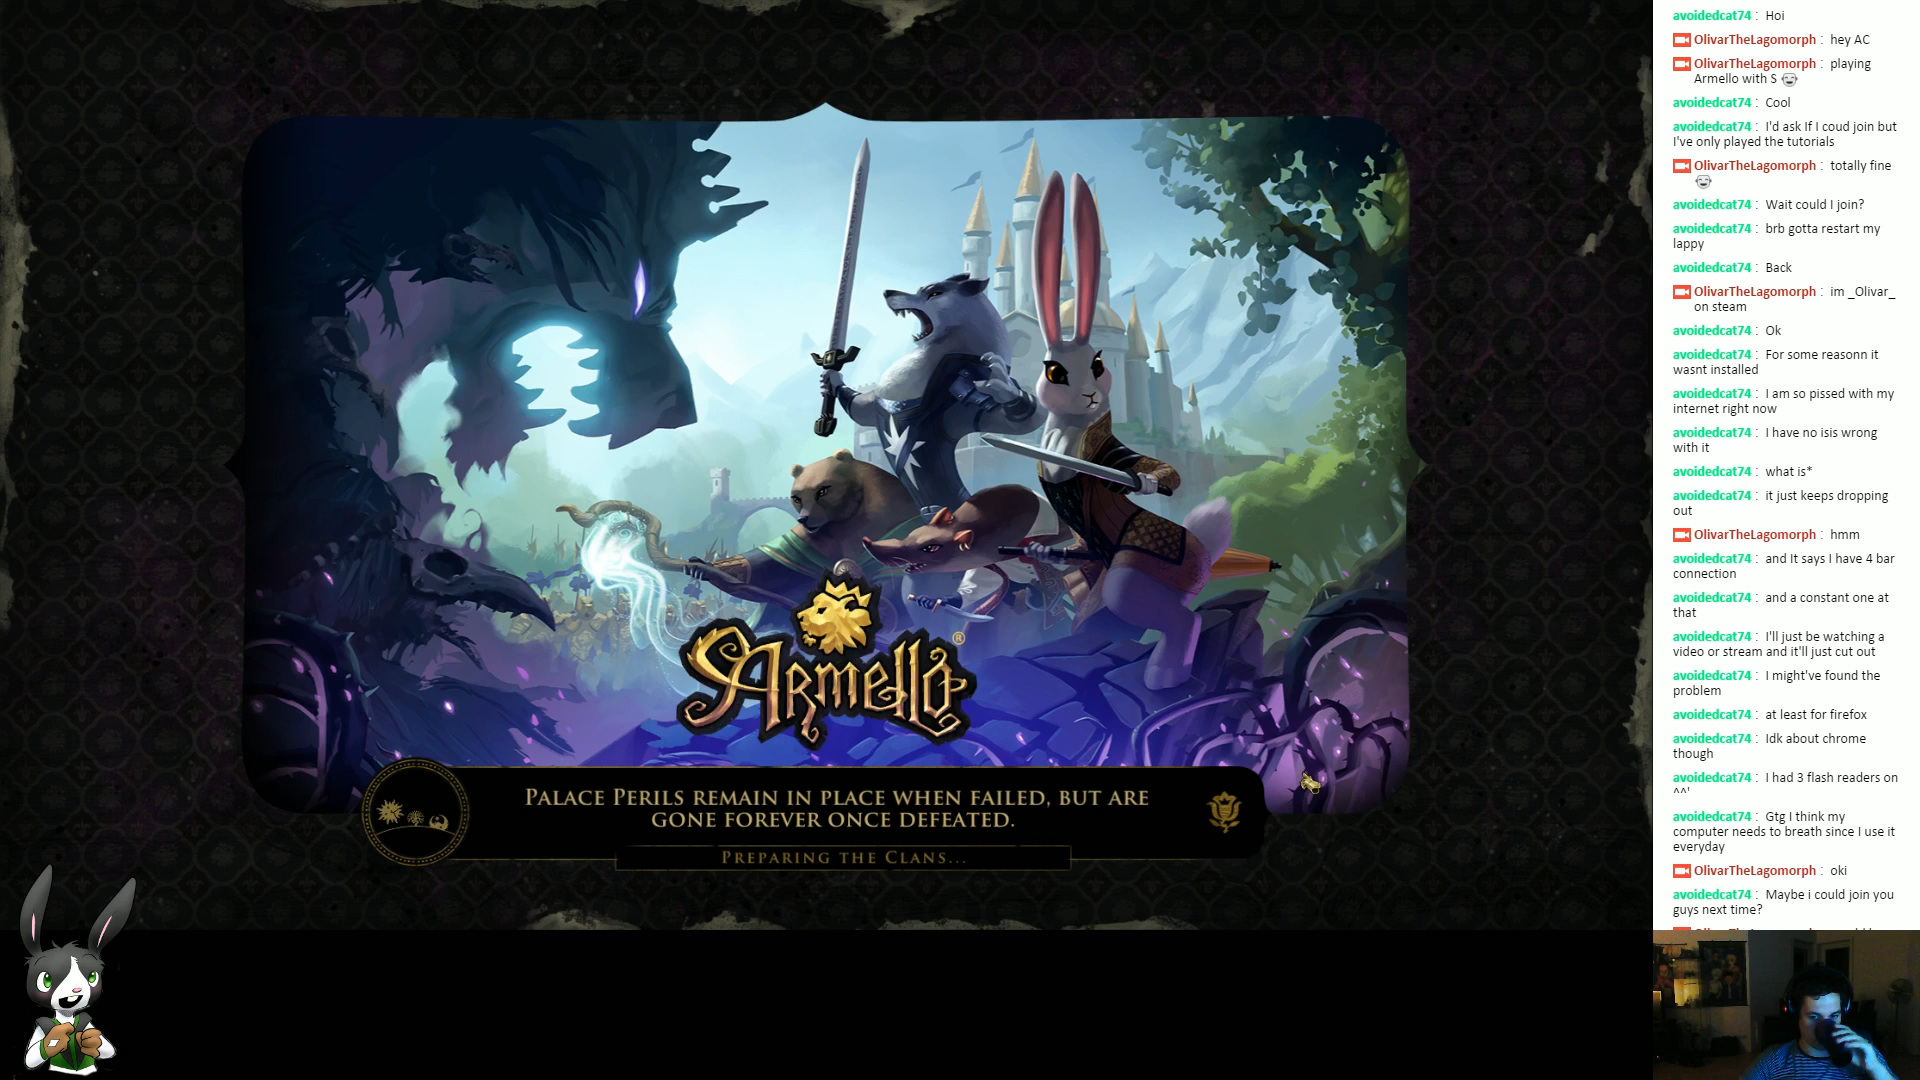 Armello®
PALACE PERILS REMAIN IN PLACE WHEN FAILED, BUT ARE
GONE FOREVER ONCE DEFEATED.
PREPARING THE CLANS...
avoidedcat74 : Hoi
OlivarTheLagomorph : hey AC
OlivarTheLagomorph : playing
Armello with S
avoidedcat74 : Cool
avoidedcat74 : I'd ask If I coud join but
I've only played the tutorials
OlivarTheLagomorph : totally fine
avoidedcat74 : Wait could I join?
avoidedcat74 : brb gotta restart my
lappy
avoidedcat74 : Back
OlivarTheLagomorph : im _Olivar_
on steam
avoidedcat74 : Ok
avoidedcat74 : For some reasonn it
wasnt installed
avoidedcat74 : I am so pissed with my
internet right now
avoidedcat74 : I have no isis wrong
with it
avoidedcat74 : what is*
avoidedcat74 : it just keeps dropping
out
OlivarTheLagomorph : hmm
avoidedcat74 : and It says I have 4 bar
connection
avoidedcat74 : and a constant one at
that
avoidedcat74 : I'll just be watching a
video or stream and it'll just cut out
avoidedcat74 : I might've found the
problem
avoidedcat74 : at least for firefox
avoidedcat74 : Idk about chrome
though
avoidedcat74 : I had 3 flash readers on
^^'
avoidedcat74 : Gtg I think my
computer needs to breath since I use it
everyday
OlivarTheLagomorph : oki
avoidedcat74 : Maybe i could join you
guys next time?